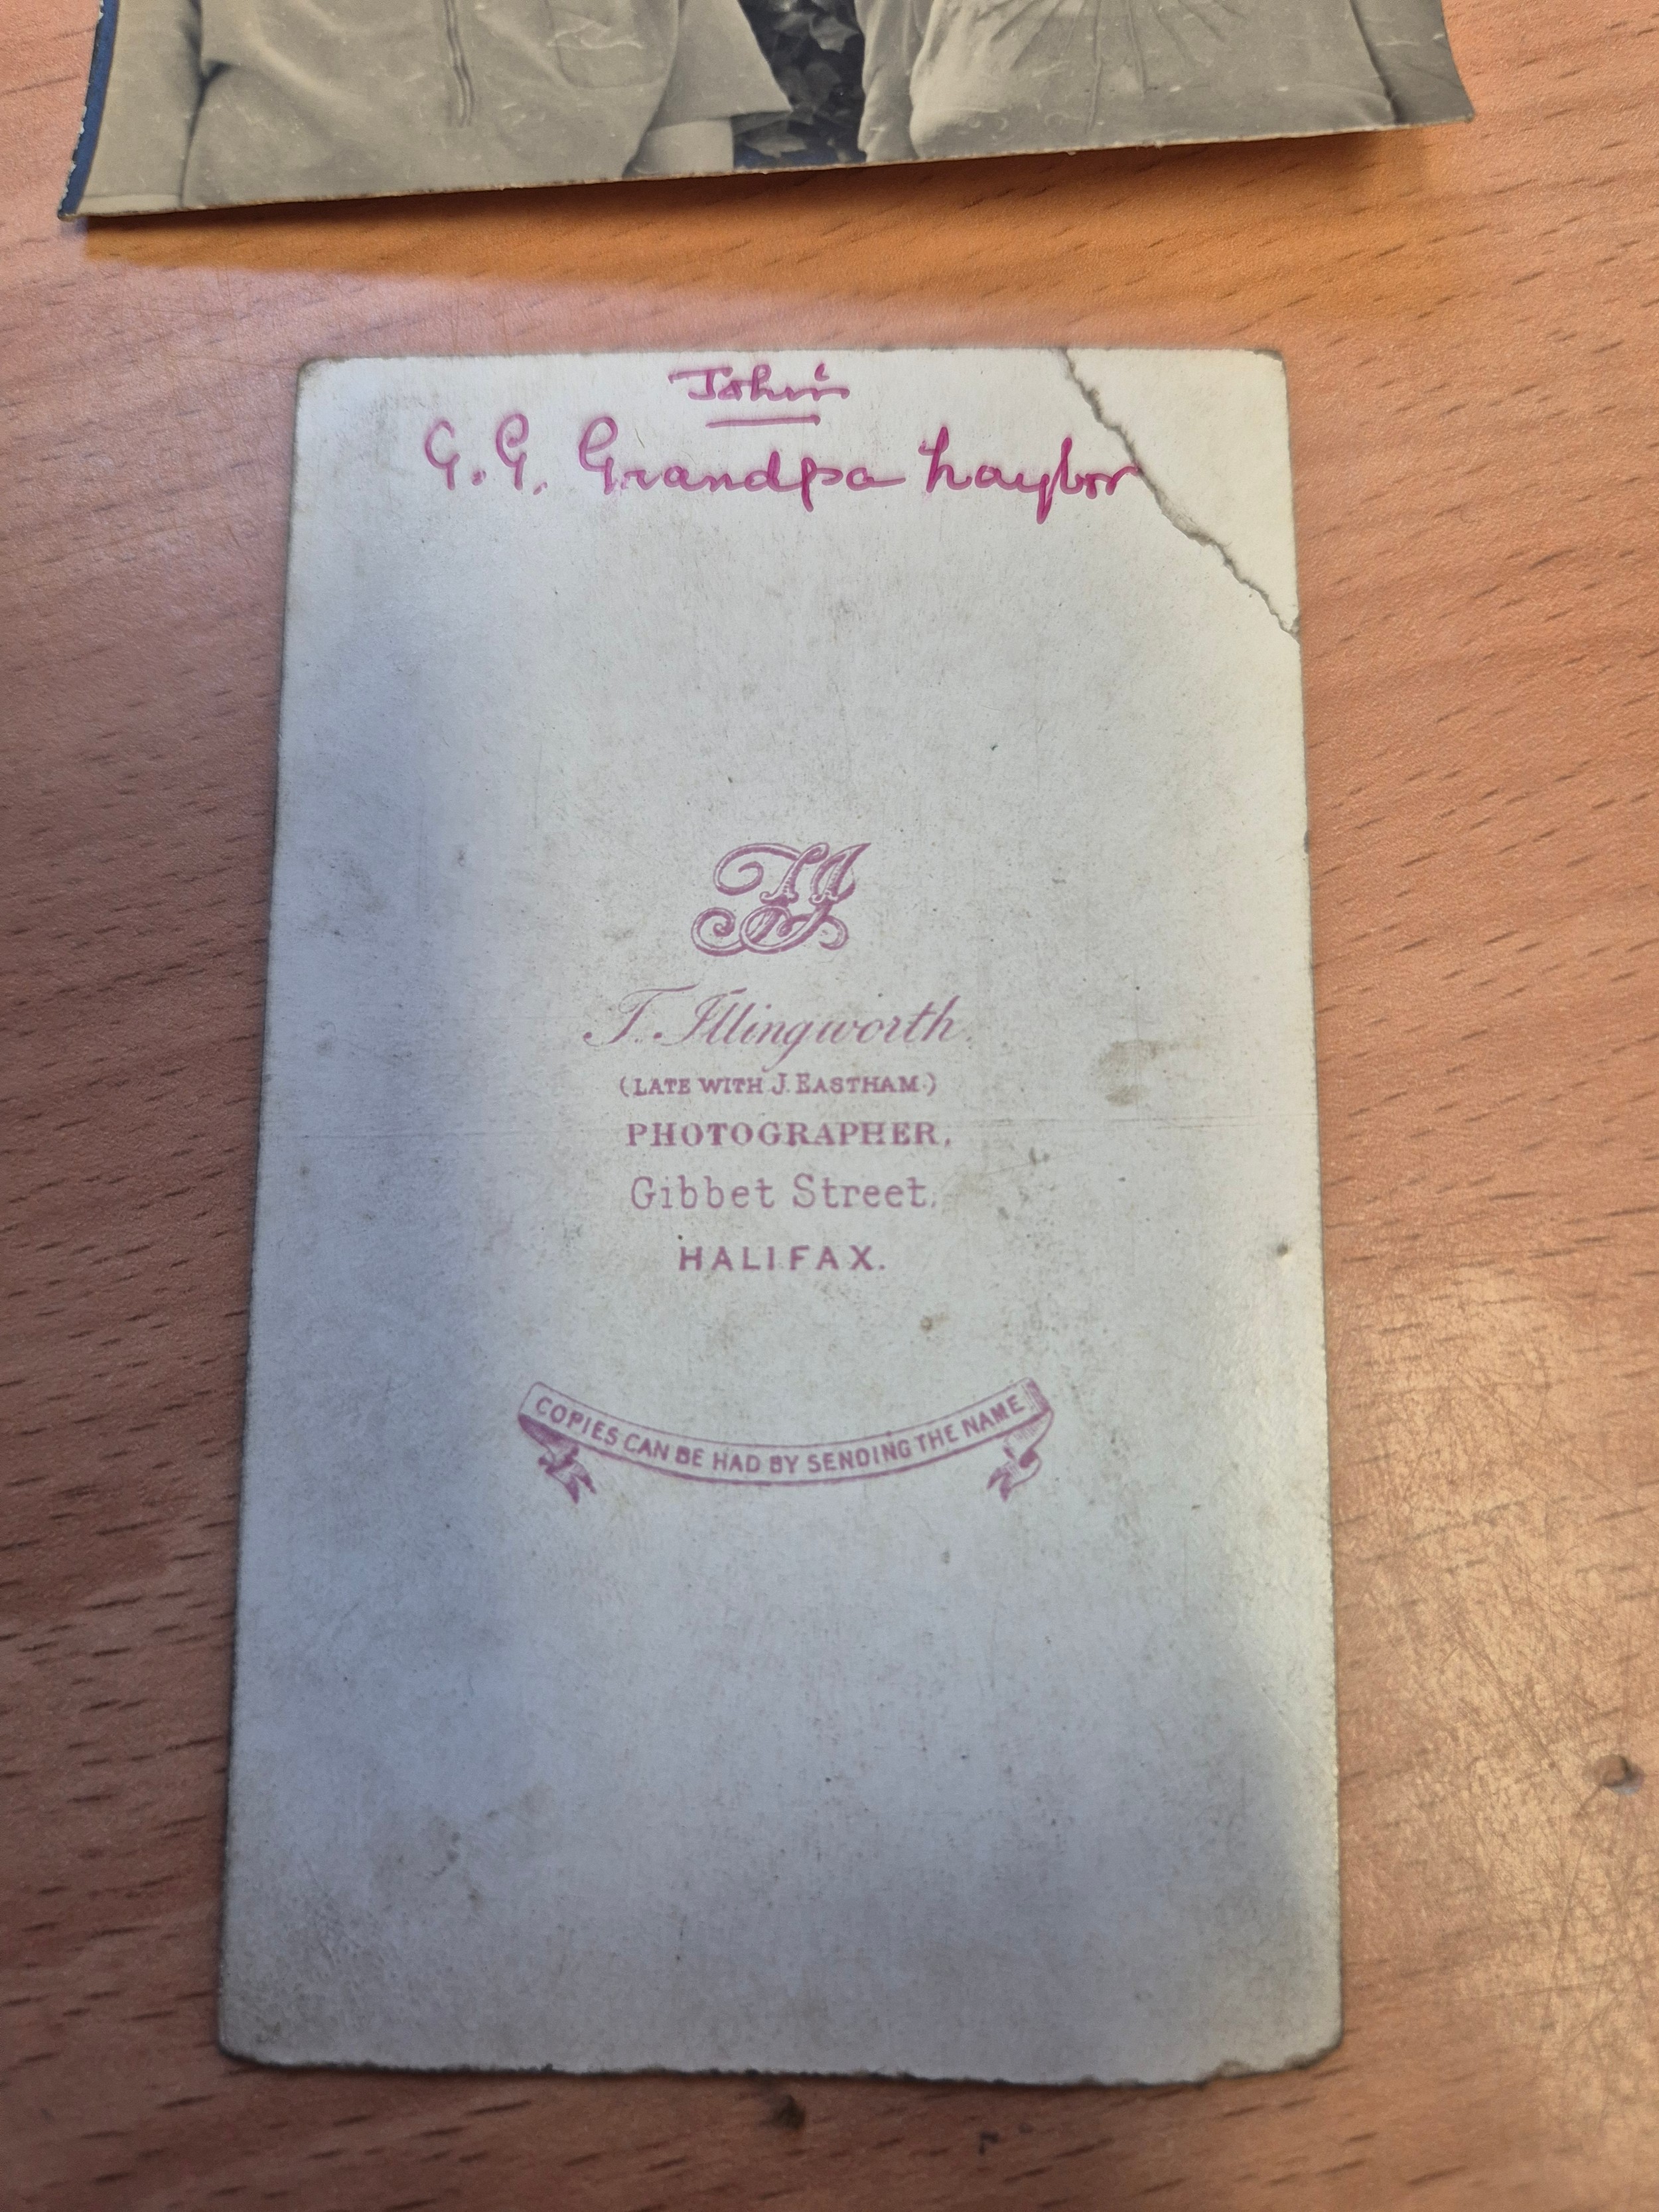 John's
G.G. Grandpa Naylor
TI
T. Illingworth.
(LATE WITH J. EASTHAM.)
PHOTOGRAPHER,
Gibbet Street,
HALIFAX.
COPIES CAN BE HAD BY SENDING THE NAME